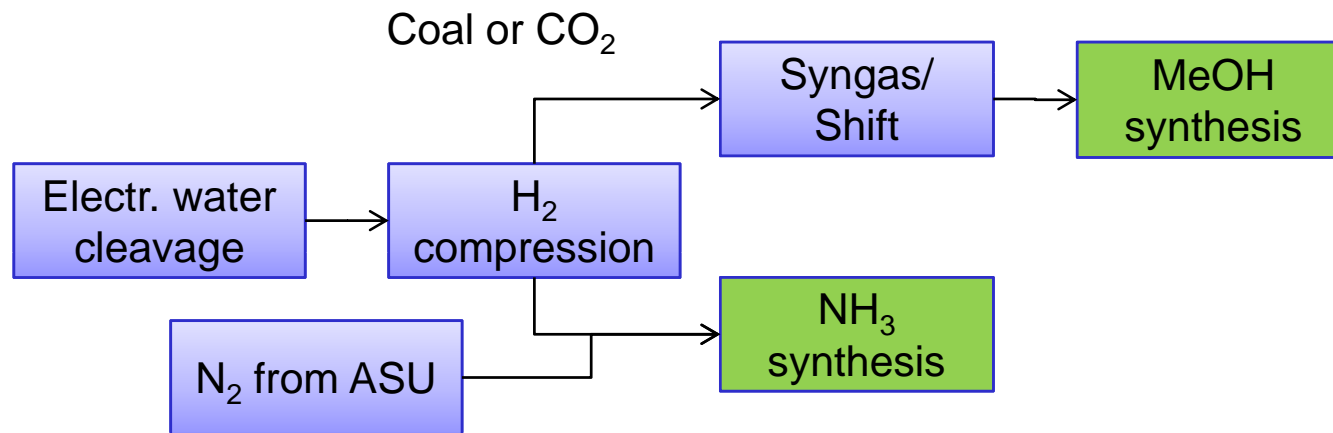 Coal or CO₂
Syngas/
Shift
MeOH
synthesis
Electr. water
cleavage
H₂
compression
N₂ from ASU
NH₃
synthesis